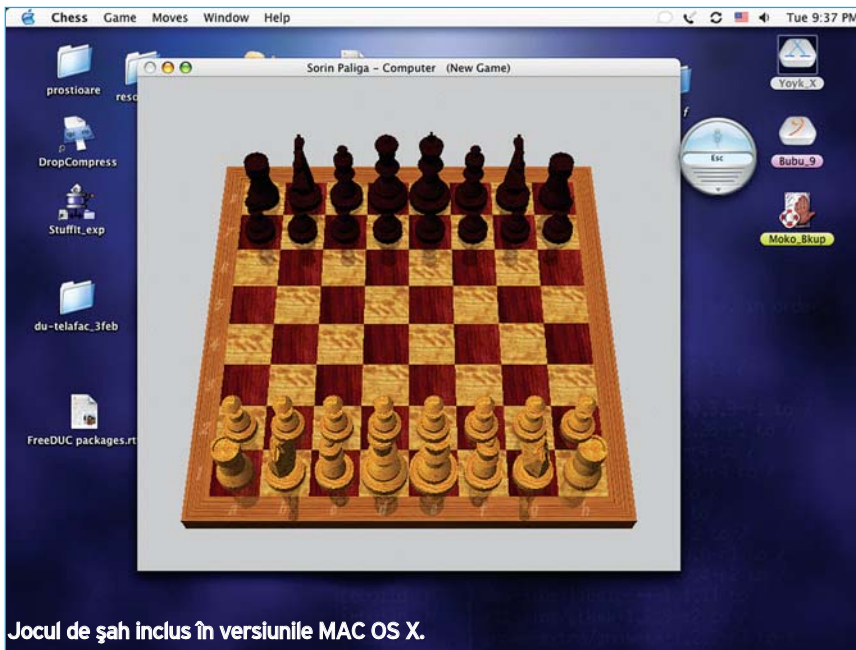 Chess Game Moves Window Help
Tue 9:37 PM
Sorin Paliga - Computer (New Game)
prostioare
DropCompress
Stuffit_exp
du-telafac_3feb
FreeDUC packages.rt
Esc
Yoyk_X
Bubu_9
Moko_Bkup
Jocul de şah inclus în versiunile MAC OS X.